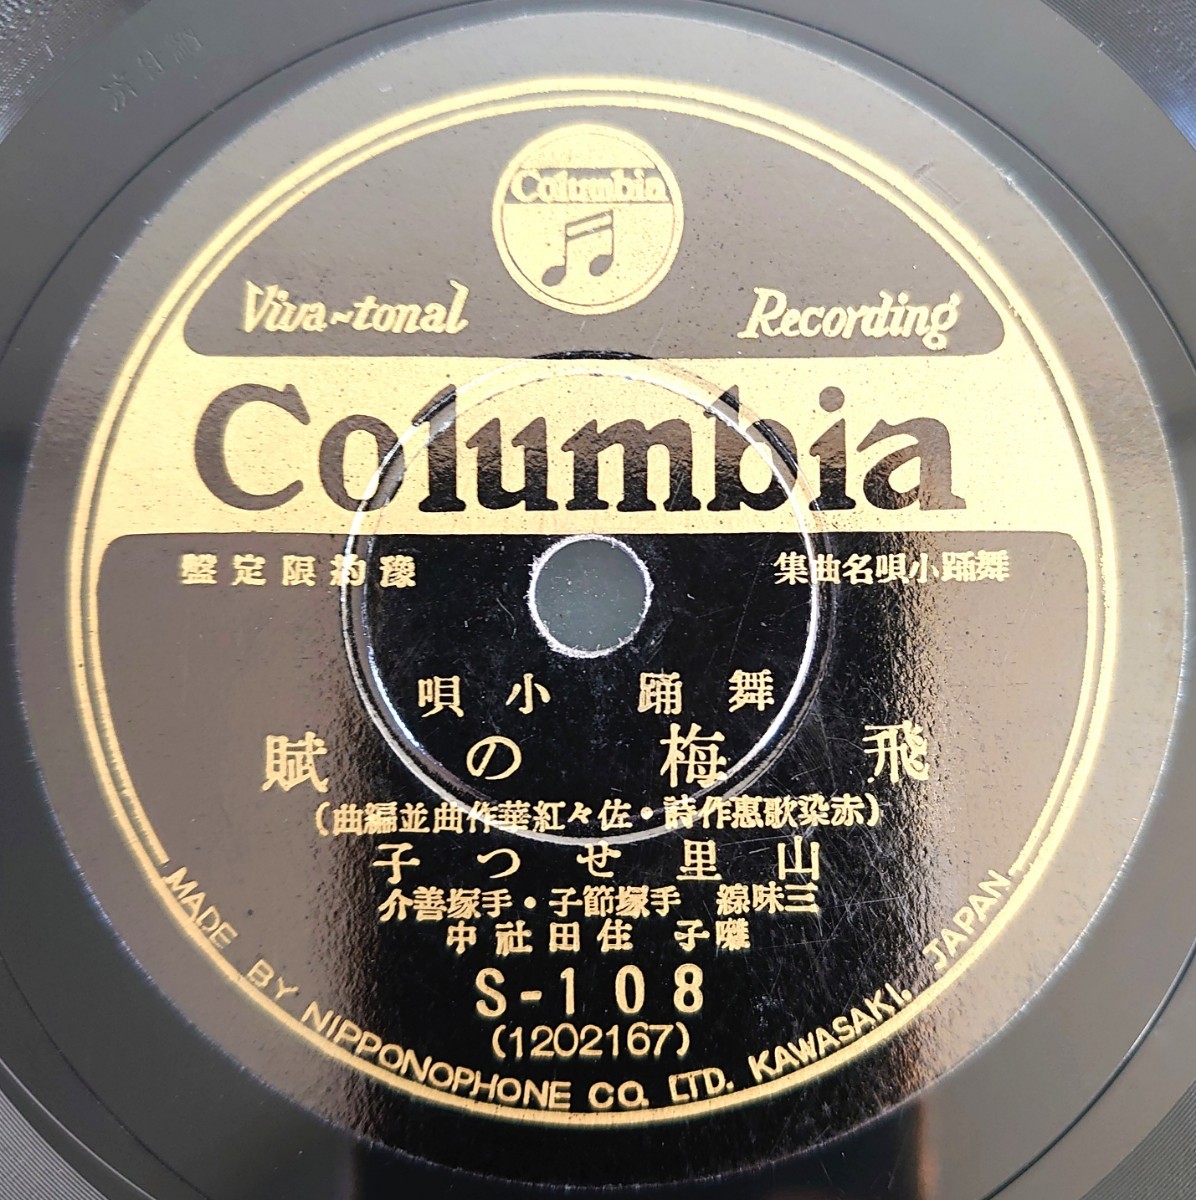 Columbia
Viva-tonal Recording
Columbia
舞踊小唄名曲集
豫約限定盤
舞踊小唄
飛梅の賦
(赤染歌恵作詩・佐々紅華作曲並編曲)
山里せつ子
三味線 手塚節子・手塚善介
囃子 住田社中
S-108
(1202167)
MADE BY NIPPONOPHONE CO. LTD. KAWASAKI. JAPAN